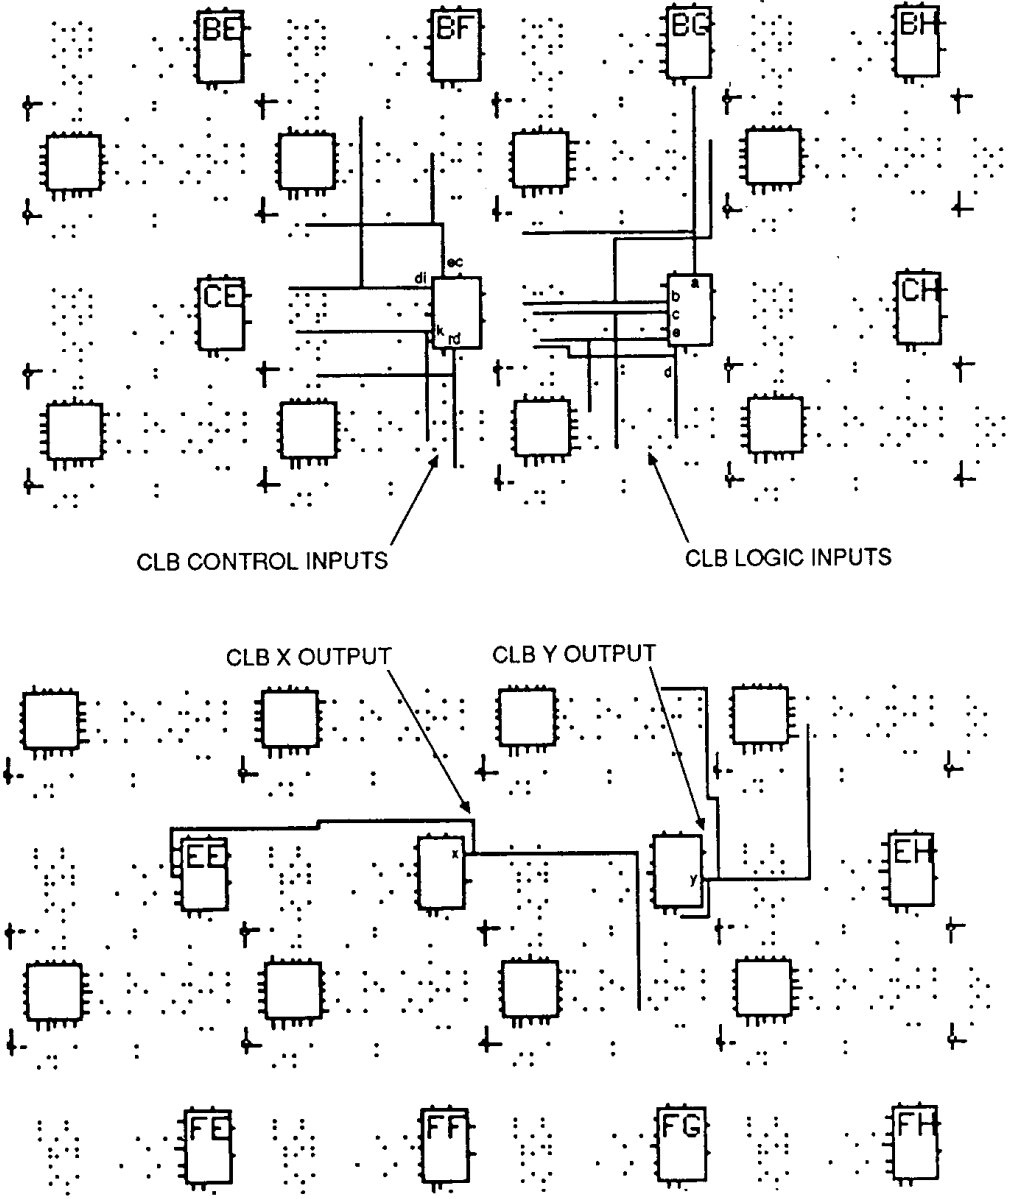 BE BF BG BH
ec
di
a
CE CH
b
c
k
rd
e
d
CLB CONTROL INPUTS
CLB LOGIC INPUTS
CLB X OUTPUT
CLB Y OUTPUT
EE x EH
y
FE FF FG FH